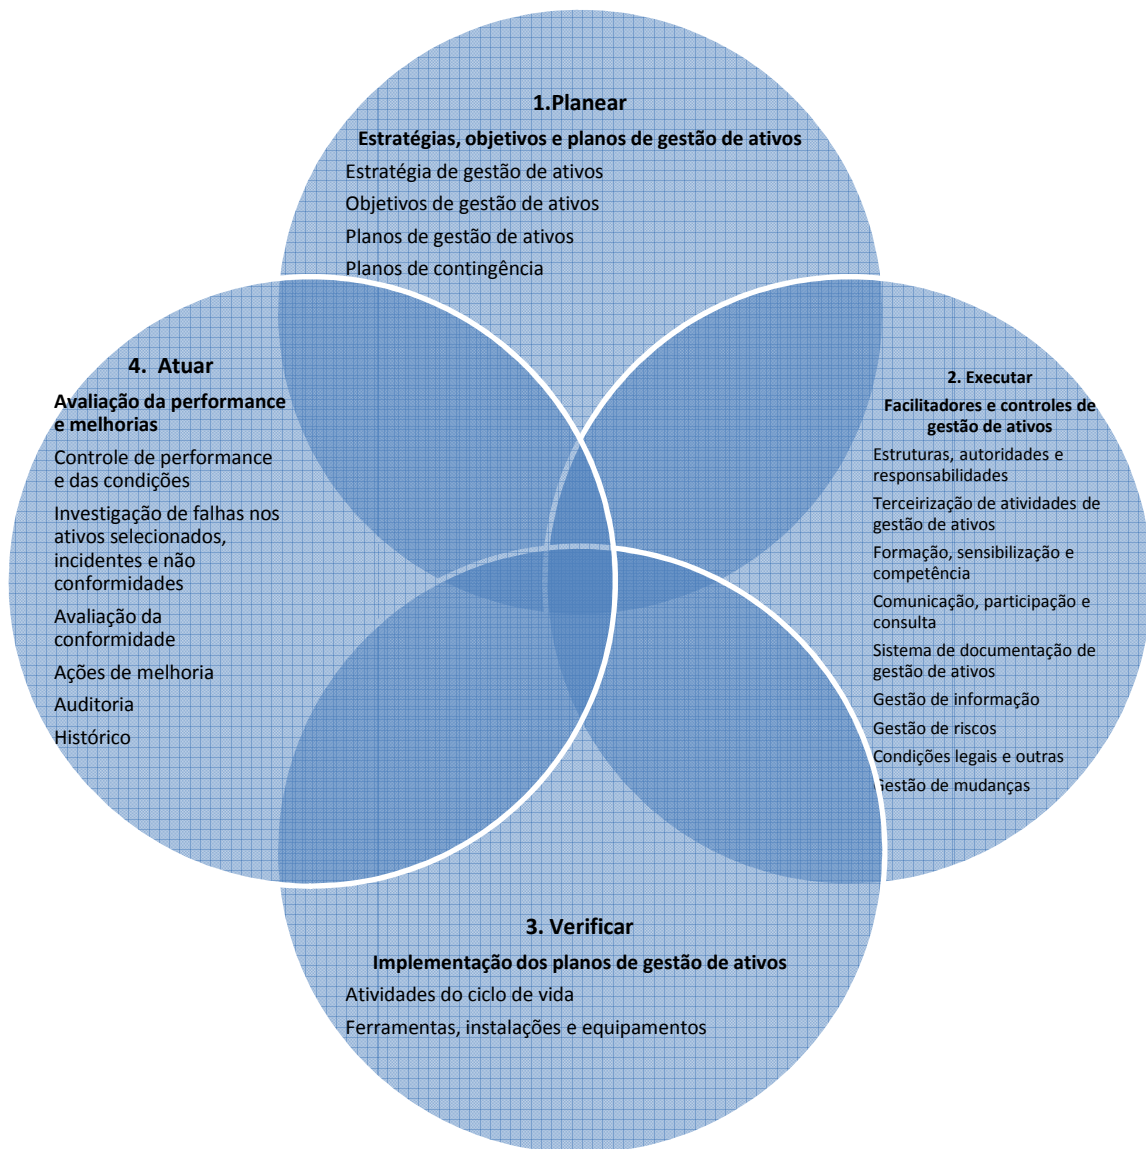 1.Planear
Estratégias, objetivos e planos de gestão de ativos
Estratégia de gestão de ativos
Objetivos de gestão de ativos
Planos de gestão de ativos
Planos de contingência
2. Executar
Facilitadores e controles de
gestão de ativos
Estruturas, autoridades e
responsabilidades
Terceirização de atividades de
gestão de ativos
Formação, sensibilização e
competência
Comunicação, participação e
consulta
Sistema de documentação de
gestão de ativos
Gestão de informação
Gestão de riscos
Condições legais e outras
Gestão de mudanças
3. Verificar
Implementação dos planos de gestão de ativos
Atividades do ciclo de vida
Ferramentas, instalações e equipamentos
4. Atuar
Avaliação da performance
e melhorias
Controle de performance
e das condições
Investigação de falhas nos
ativos selecionados,
incidentes e não
conformidades
Avaliação da
conformidade
Ações de melhoria
Auditoria
Histórico